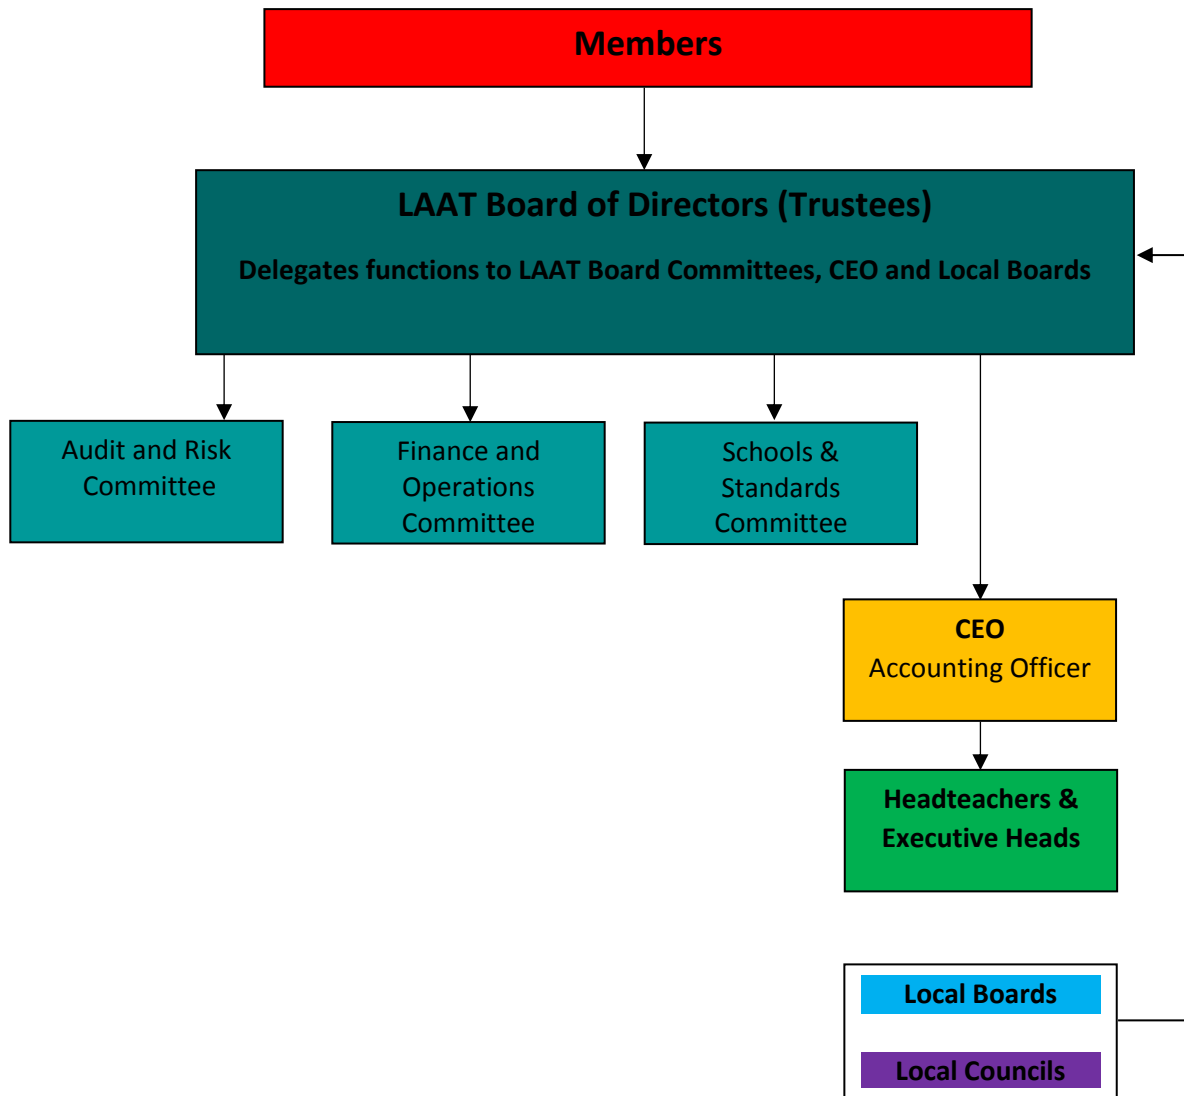 Members
LAAT Board of Directors (Trustees)
Delegates functions to LAAT Board Committees, CEO and Local Boards
Audit and Risk
Committee
Finance and
Operations
Committee
Schools &
Standards
Committee
CEO
Accounting Officer
Headteachers &
Executive Heads
Local Boards
Local Councils